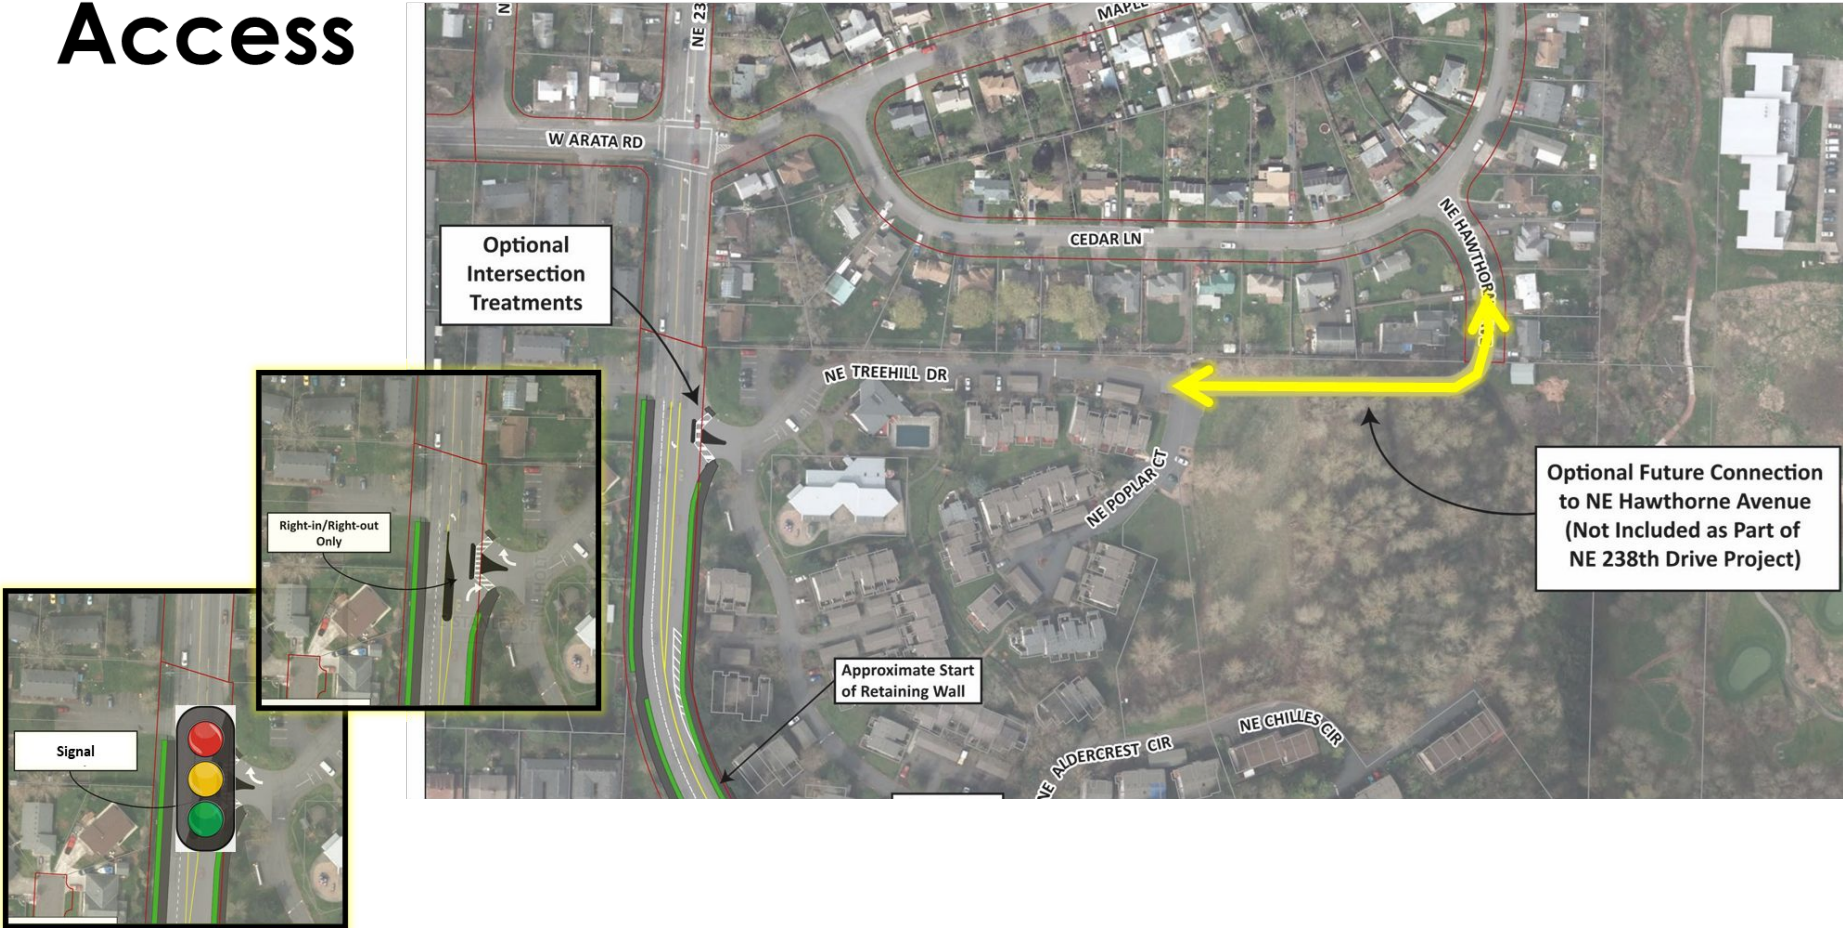 Access
N
NE 23
MAPLE
W ARATA RD
CEDAR LN
NE HAWTHOR
Optional
Intersection
Treatments
NE TREEHILL DR
NE POPLAR CT
Optional Future Connection
to NE Hawthorne Avenue
(Not Included as Part of
NE 238th Drive Project)
Right-in/Right-out
Only
Approximate Start
of Retaining Wall
NE CHILLES CIR
NE ALDERCREST CIR
Signal